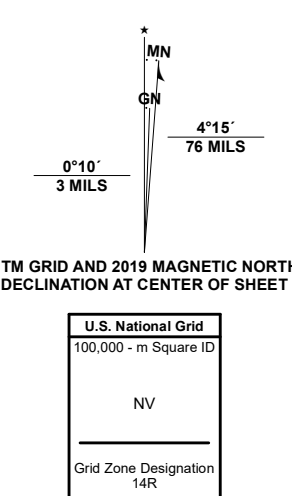 ★
MN
GN
4°15´
76 MILS
0°10´
3 MILS
TM GRID AND 2019 MAGNETIC NORTH
DECLINATION AT CENTER OF SHEET
U.S. National Grid
100,000 - m Square ID
NV
Grid Zone Designation
14R